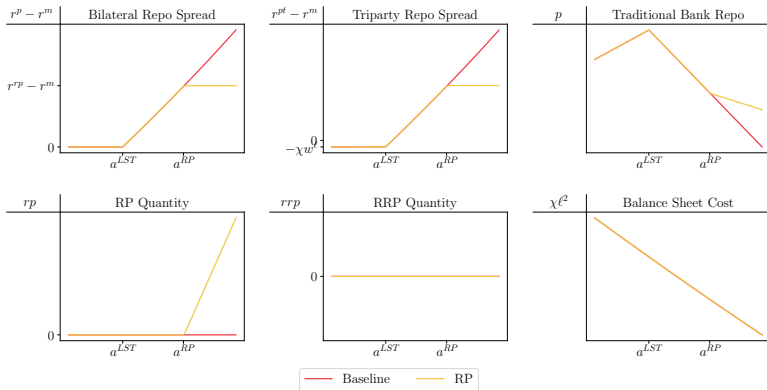 r^p − r^m Bilateral Repo Spread
r^{rp} − r^m
0
a^{LST} a^{RP}
r^{pt} − r^m Triparty Repo Spread
0
−χw^ι
a^{LST} a^{RP}
p Traditional Bank Repo
a^{LST} a^{RP}
rp RP Quantity
0
a^{LST} a^{RP}
rrp RRP Quantity
0
a^{LST} a^{RP}
χℓ^2 Balance Sheet Cost
a^{LST} a^{RP}
Baseline RP